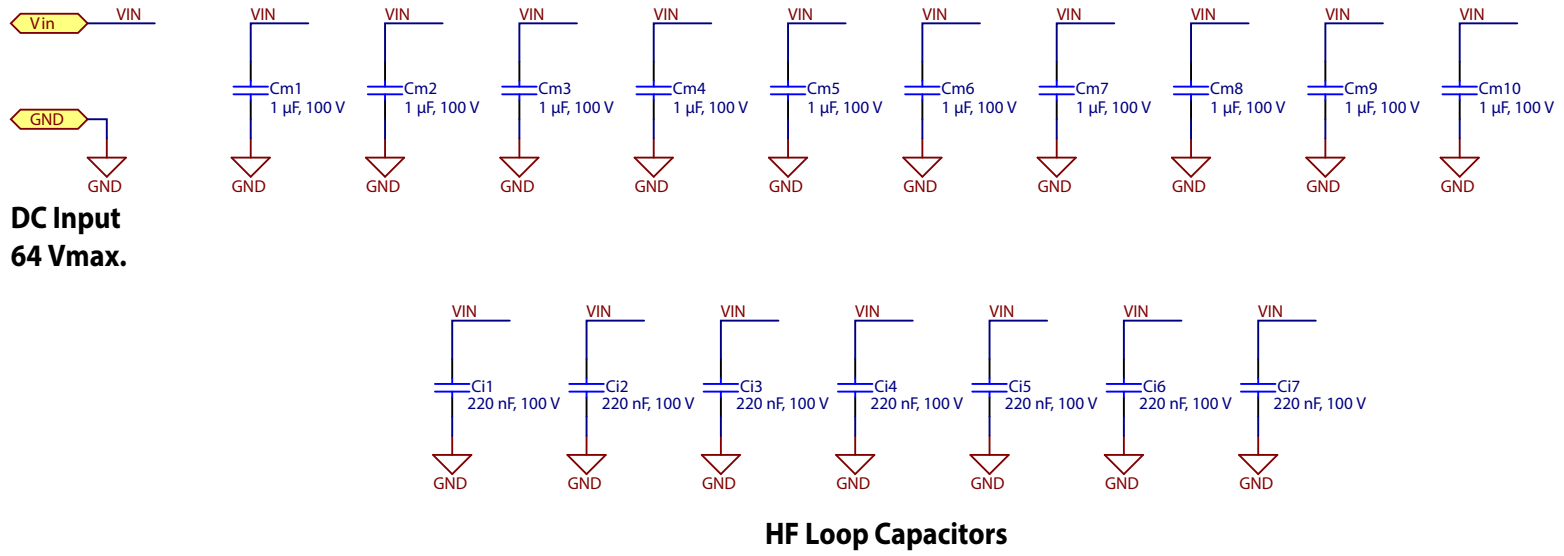 Vin VIN VIN VIN VIN VIN VIN VIN VIN VIN VIN VIN
Cm1 Cm2 Cm3 Cm4 Cm5 Cm6 Cm7 Cm8 Cm9 Cm10
1 µF, 100 V 1 µF, 100 V 1 µF, 100 V 1 µF, 100 V 1 µF, 100 V 1 µF, 100 V 1 µF, 100 V 1 µF, 100 V 1 µF, 100 V 1 µF, 100 V
GND
GND GND GND GND GND GND GND GND GND GND GND
DC Input
64 Vmax.
VIN VIN VIN VIN VIN VIN VIN
Ci1 Ci2 Ci3 Ci4 Ci5 Ci6 Ci7
220 nF, 100 V 220 nF, 100 V 220 nF, 100 V 220 nF, 100 V 220 nF, 100 V 220 nF, 100 V 220 nF, 100 V
GND GND GND GND GND GND GND
HF Loop Capacitors